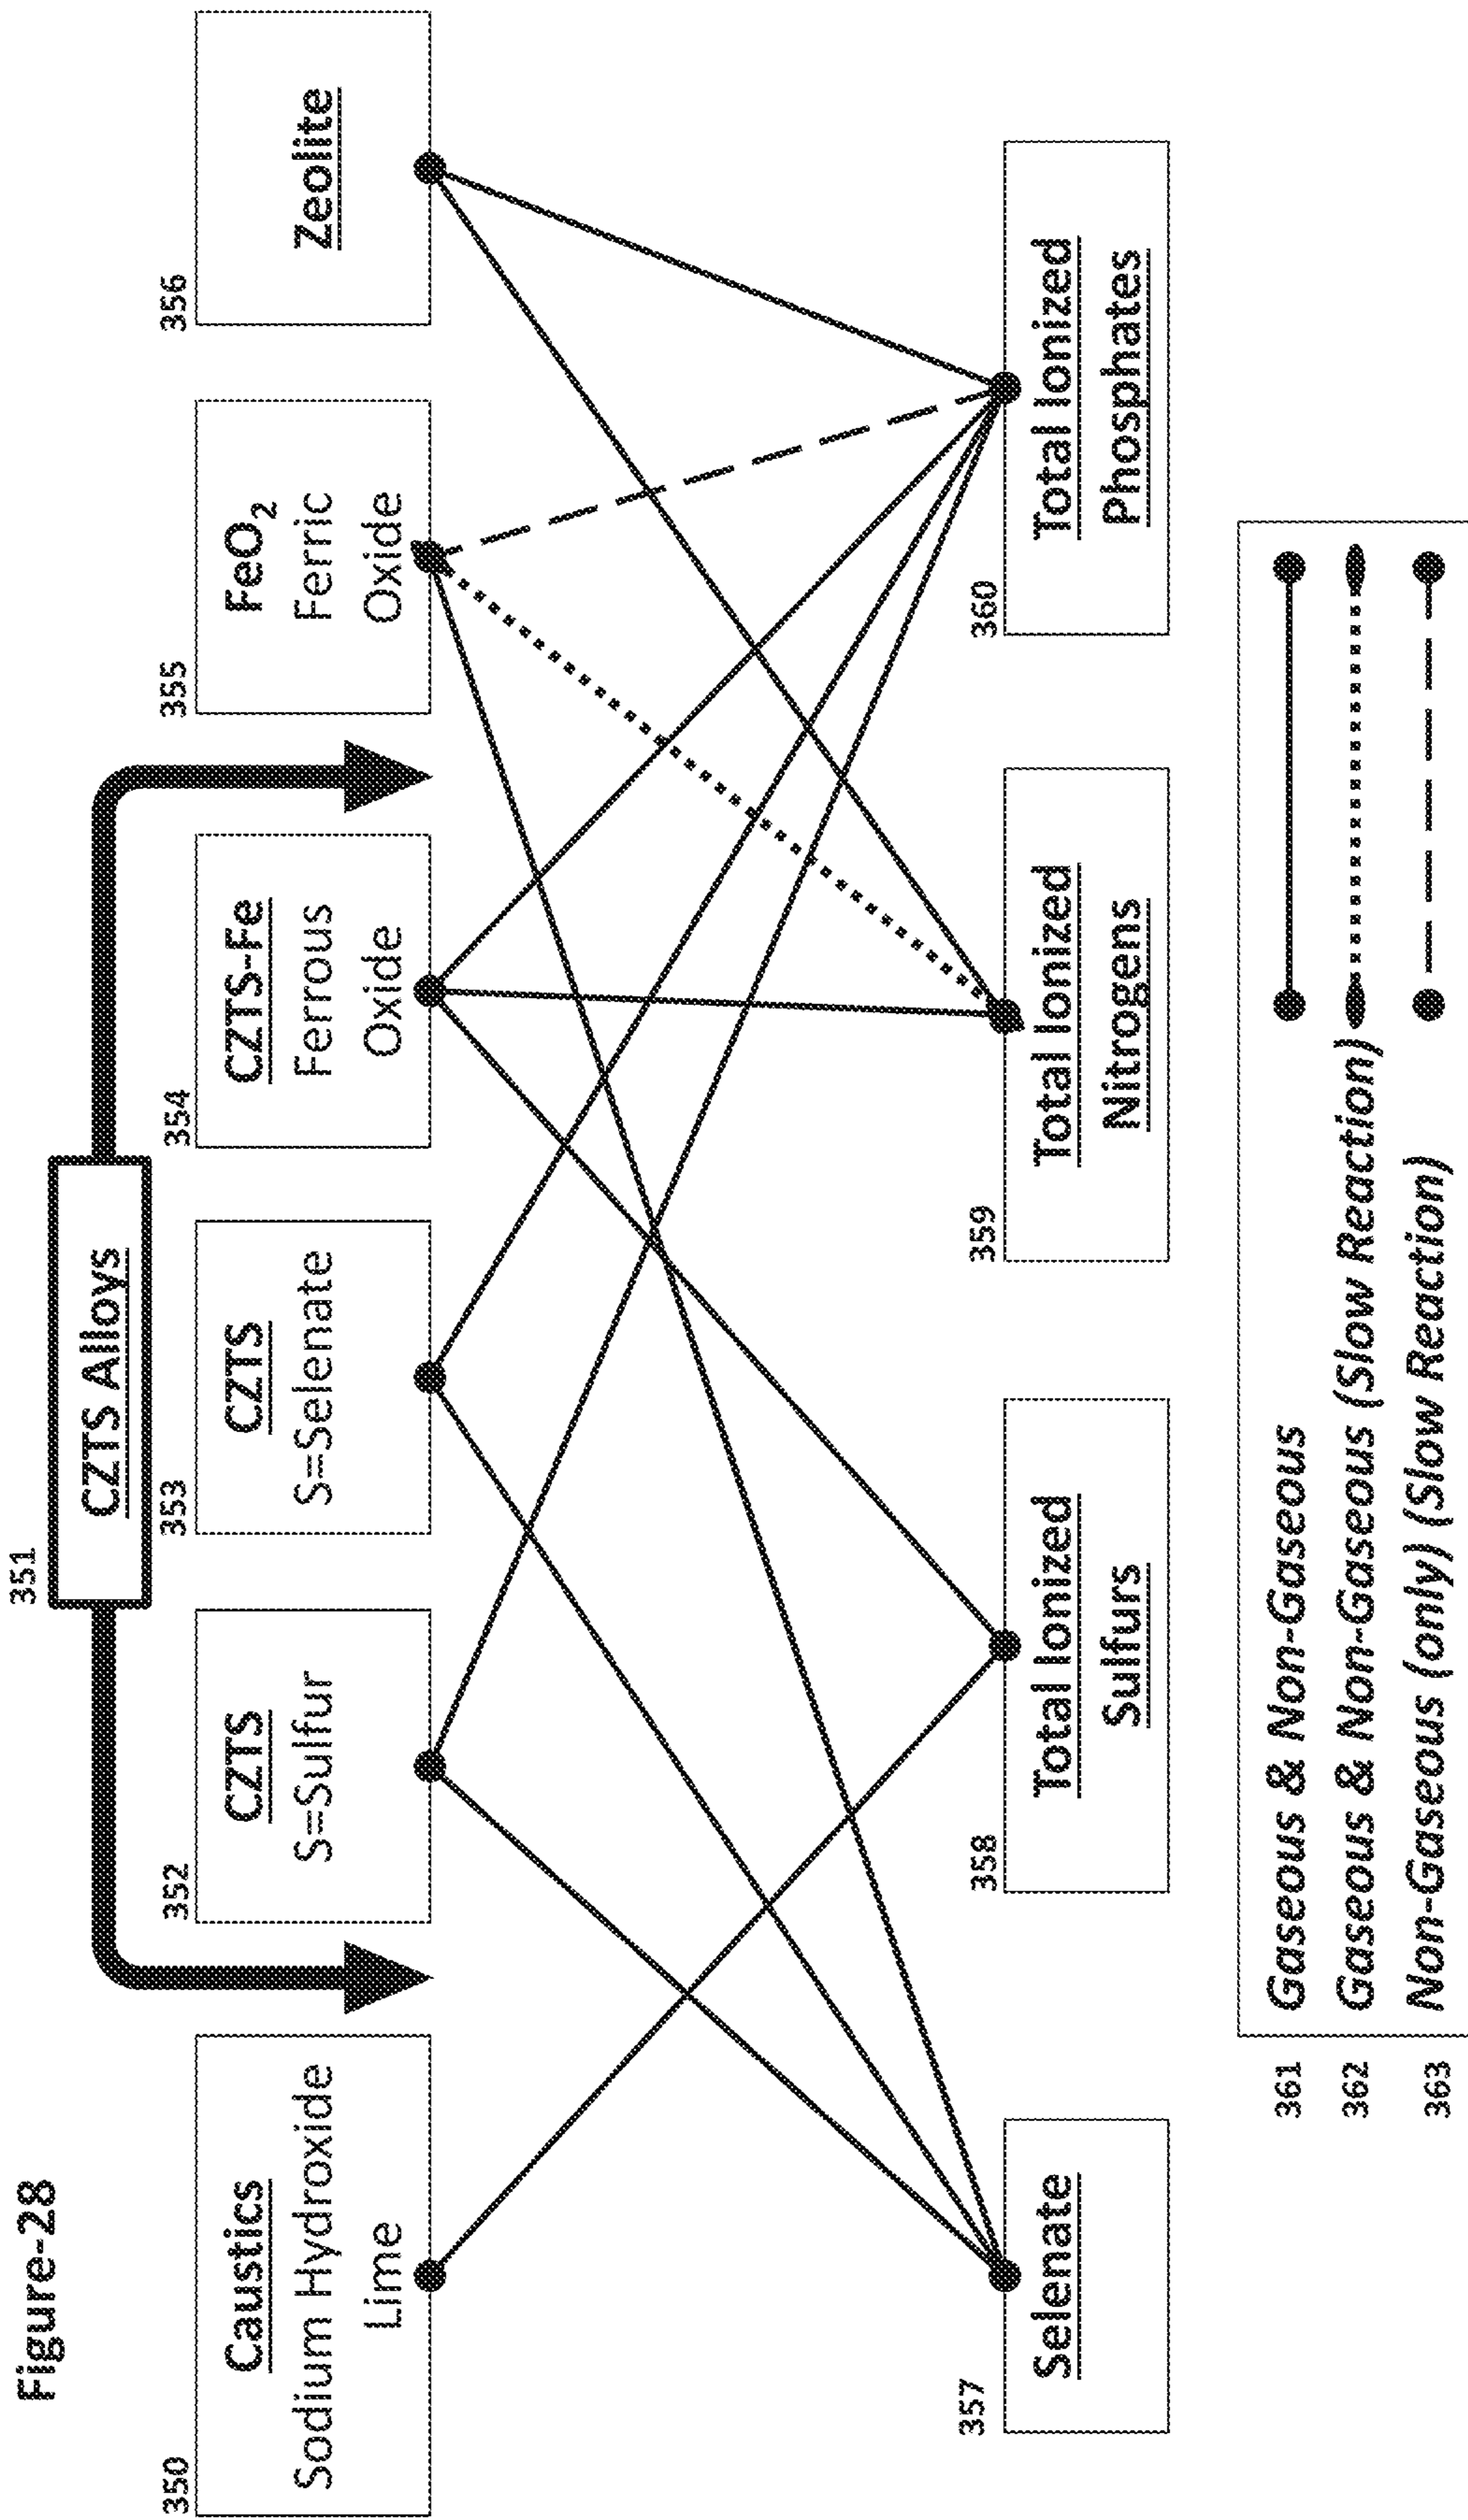 Figure-28
351
CZTS Alloys
350
Caustics
Sodium Hydroxide
Lime
352
CZTS
S=Sulfur
353
CZTS
S=Selenate
354
CZTS-Fe
Ferrous
Oxide
355
FeO2
Ferric
Oxide
356
Zeolite
357
Selenate
358
Total Ionized
Sulfurs
359
Total Ionized
Nitrogens
360
Total Ionized
Phosphates
361 Gaseous & Non-Gaseous
362 Gaseous & Non-Gaseous (Slow Reaction)
363 Non-Gaseous (only) (Slow Reaction)